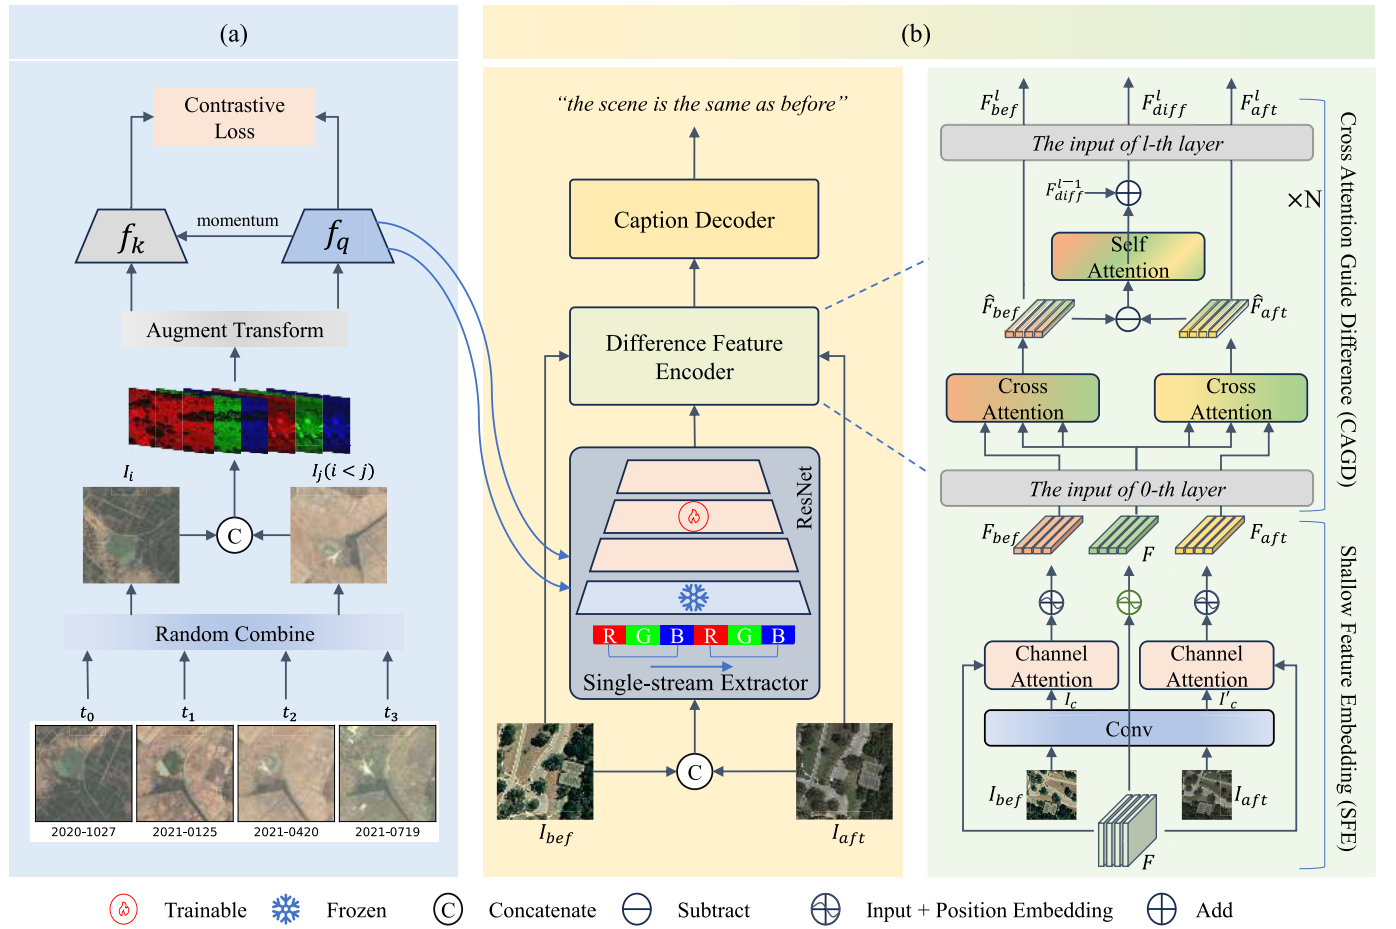 (a)
Contrastive
Loss
f_k
momentum
f_q
Augment Transform
I_i
I_j(i < j)
C
Random Combine
t_0
t_1
t_2
t_3
2020-1027
2021-0125
2021-0420
2021-0719
(b)
“the scene is the same as before”
Caption Decoder
Difference Feature
Encoder
ResNet
R G B R G B
Single-stream Extractor
C
I_bef
I_aft
F^l_bef
F^l_diff
F^l_aft
The input of l-th layer
F^{l−1}_diff
×N
Self
Attention
F̂_bef
F̂_aft
Cross
Attention
Cross
Attention
The input of 0-th layer
F_bef
F
F_aft
Channel
Attention
Channel
Attention
I_c
I′_c
Conv
I_bef
I_aft
F
Cross Attention Guide Difference (CAGD)
Shallow Feature Embedding (SFE)
Trainable
Frozen
C
Concatenate
Subtract
Input + Position Embedding
Add